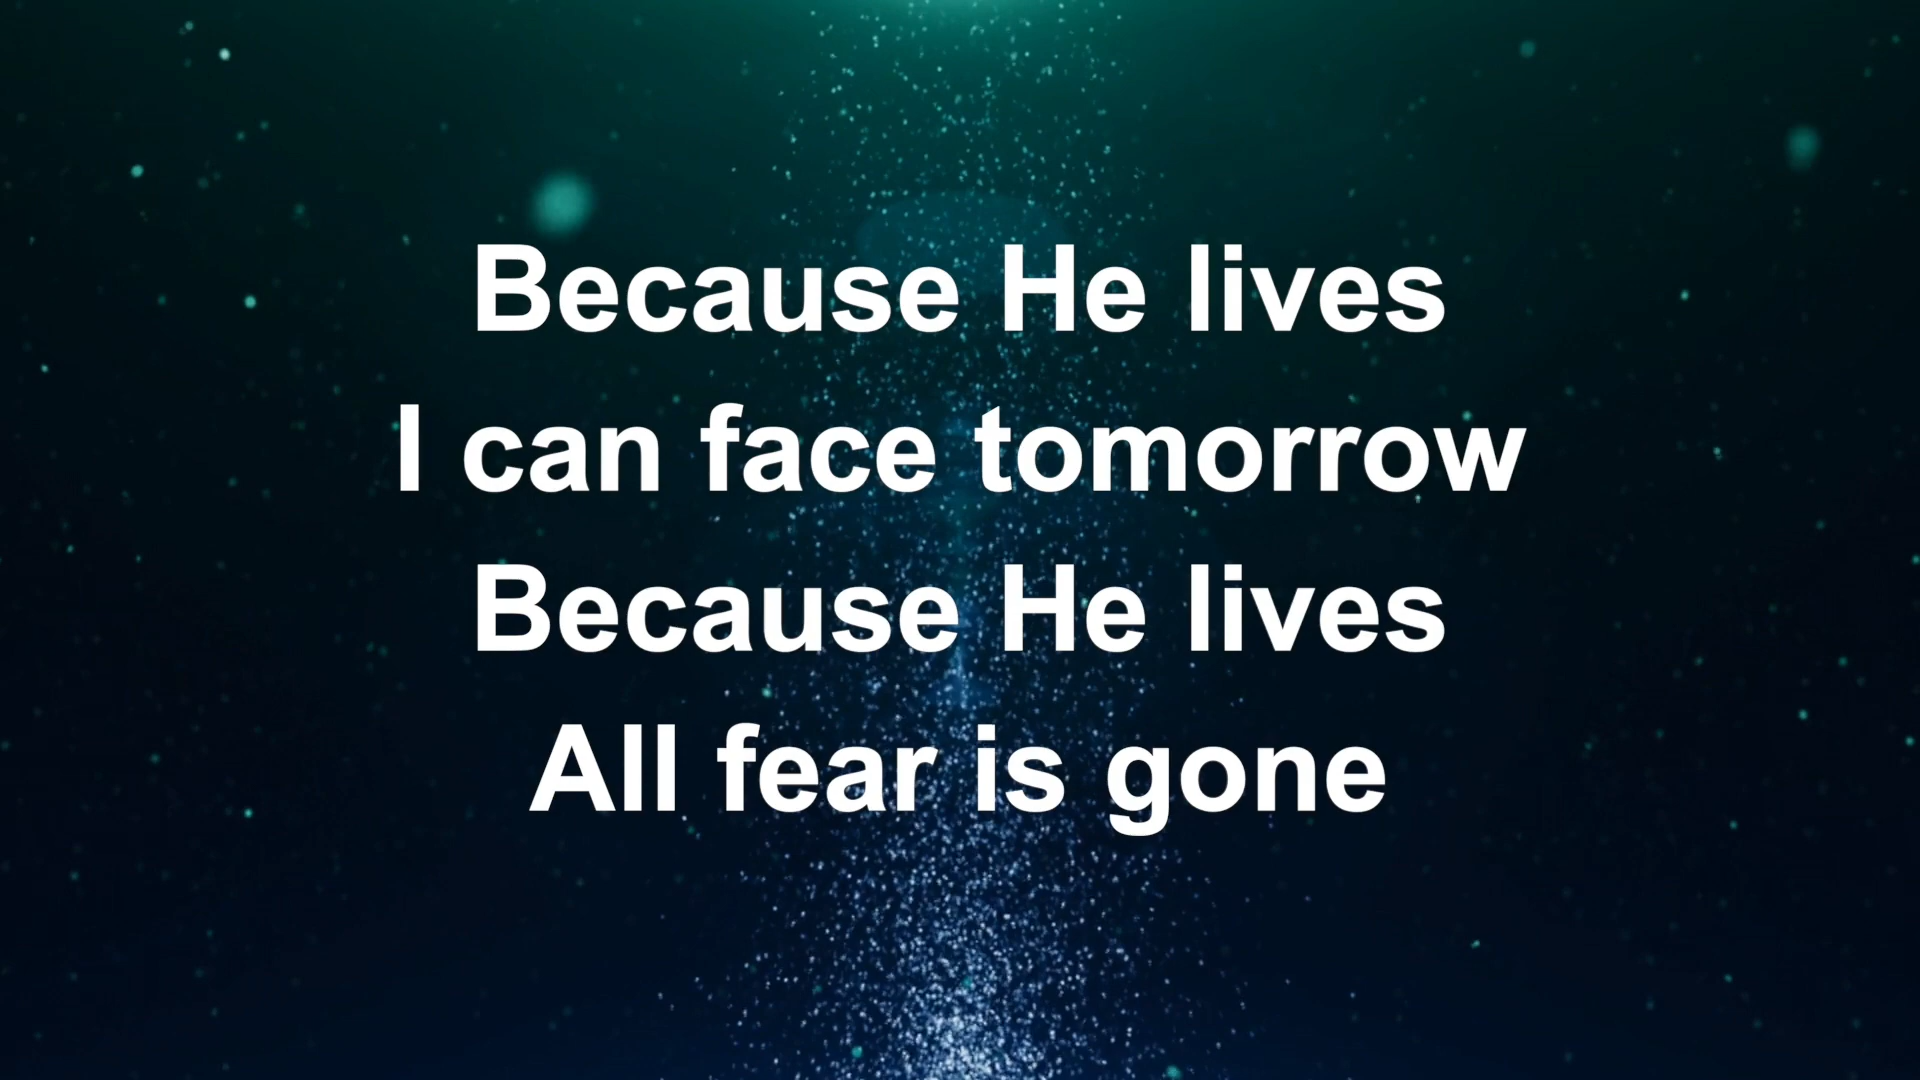 Because He lives
I can face tomorrow
Because He lives
All fear is gone